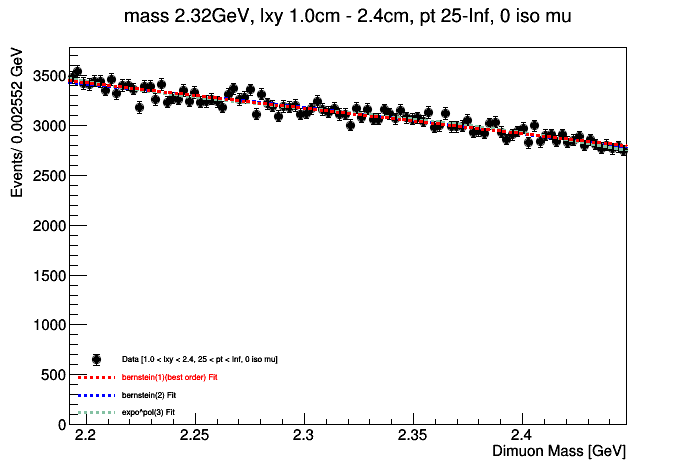 mass 2.32GeV, lxy 1.0cm - 2.4cm, pt 25-Inf, 0 iso mu
Events/ 0.002552 GeV
3500
3000
2500
2000
1500
1000
500
0
Data [1.0 < lxy < 2.4, 25 < pt < Inf, 0 iso mu]
bernstein(1)(best order) Fit
bernstein(2) Fit
expo^pol(3) Fit
2.2 2.25 2.3 2.35 2.4
Dimuon Mass [GeV]